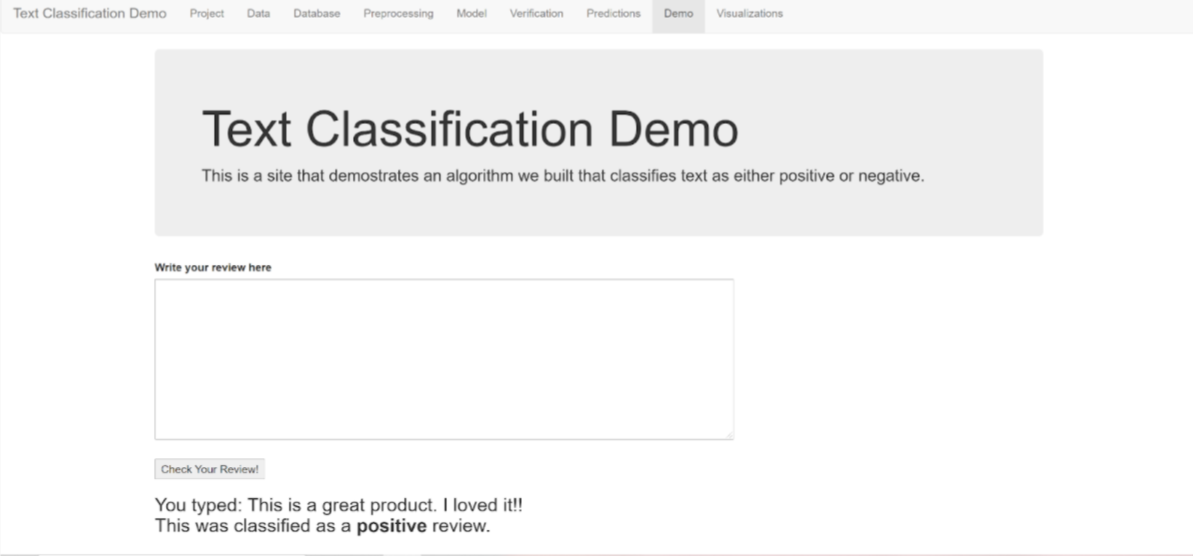 Text Classification Demo Project Data Database Preprocessing Model Verification Predictions Demo Visualizations
Text Classification Demo
This is a site that demostrates an algorithm we built that classifies text as either positive or negative.
Write your review here
Check Your Review!
You typed: This is a great product. I loved it!!
This was classified as a positive review.